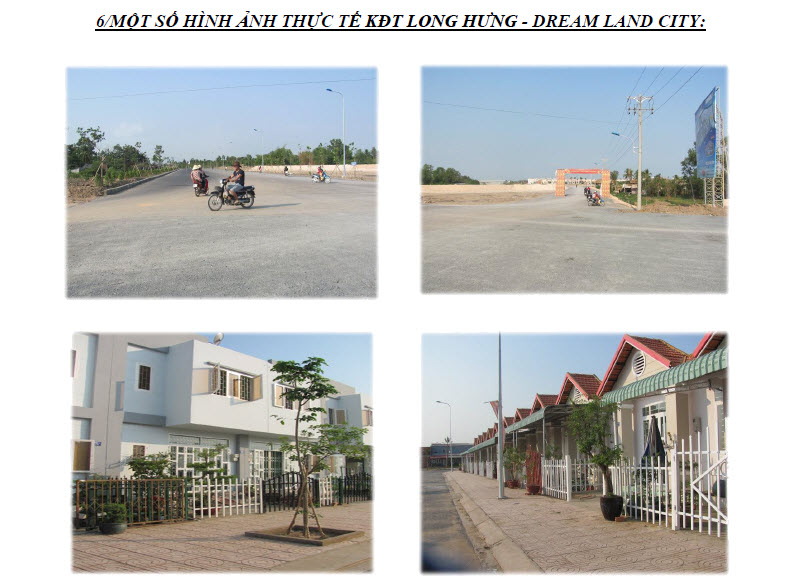 6/MỘT SỐ HÌNH ẢNH THỰC TẾ KĐT LONG HƯNG - DREAM LAND CITY: